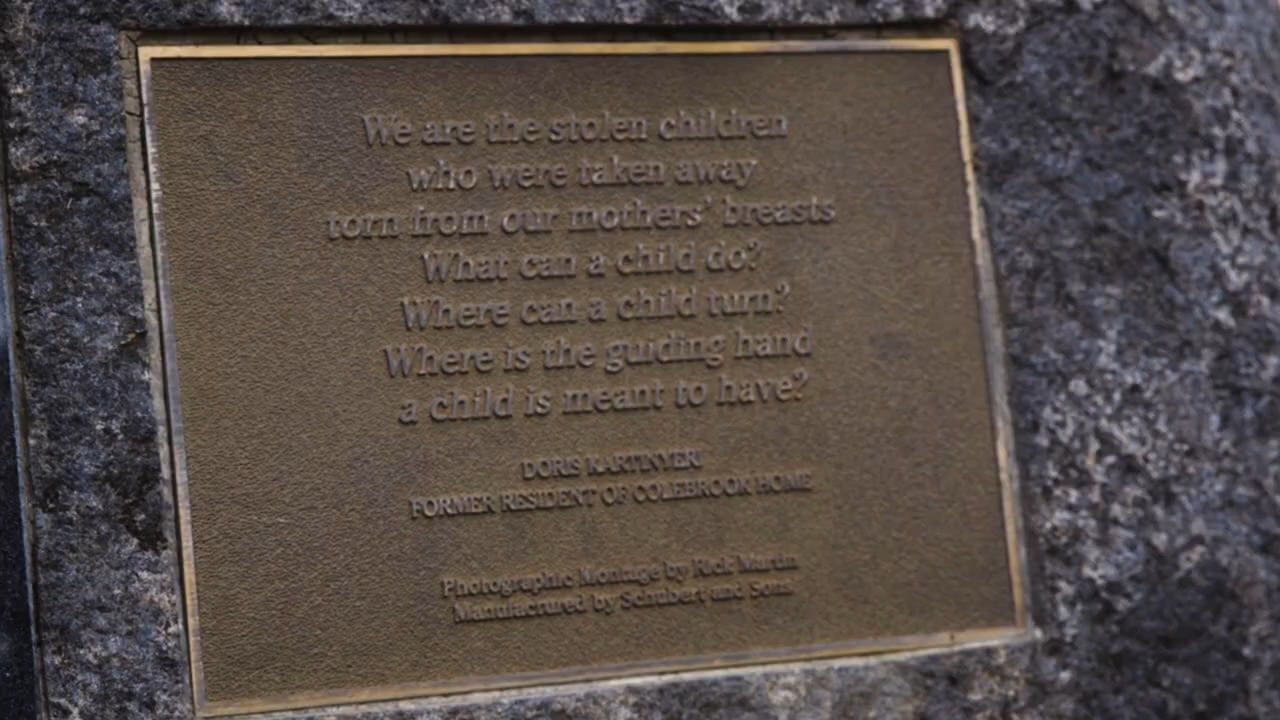 We are the stolen children
who were taken away
torn from our mothers' breasts
What can a child do?
Where can a child turn?
Where is the guiding hand
a child is meant to have?
DORIS KARTINYERI
FORMER RESIDENT OF COLEBROOK HOME
Photographic Montage by Rick Martin
Manufactured by Schubert and Sons